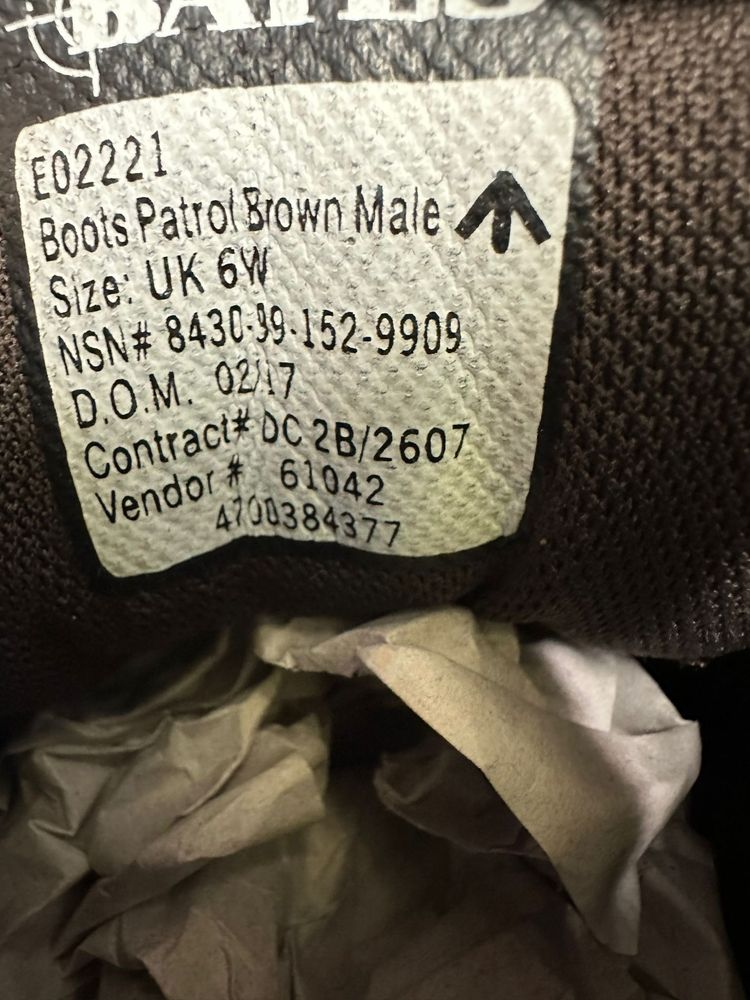 BATES
E02221
Boots Patrol Brown Male
Size: UK 6W
NSN# 8430-99-152-9909
D.O.M. 02/17
Contract# DC 2B/2607
Vendor # 61042
4700384377